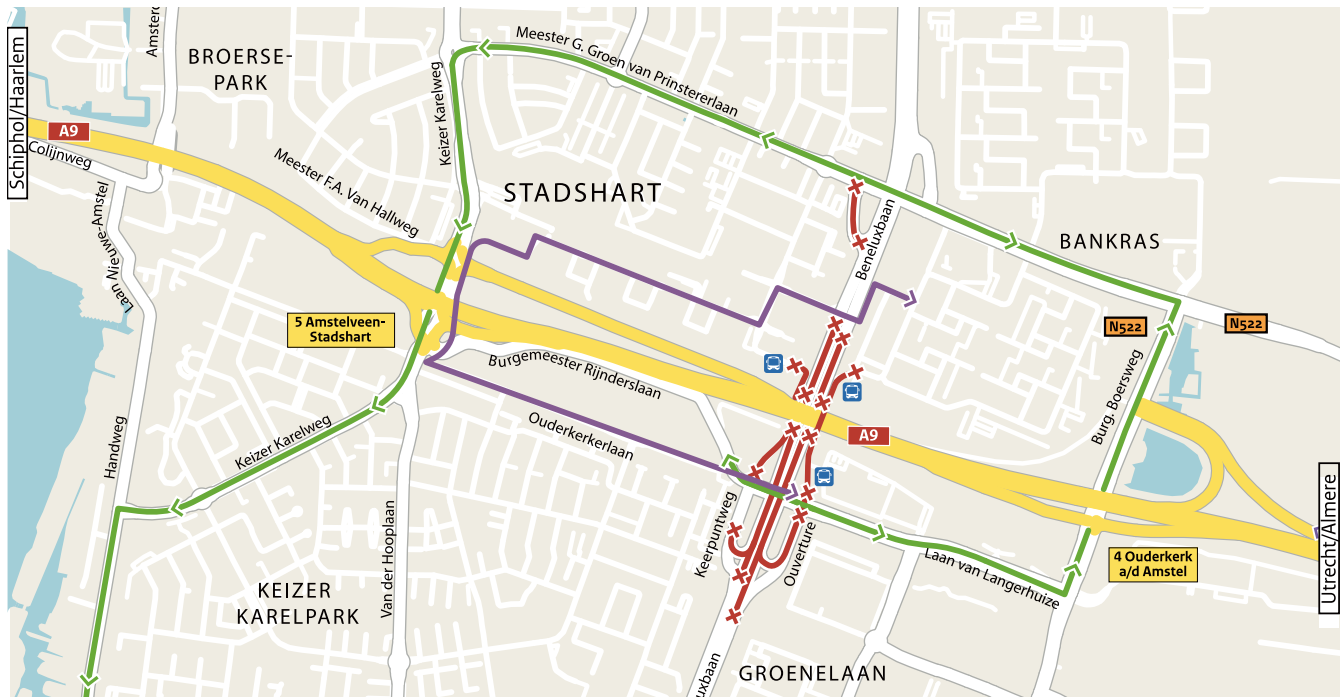 Schiphol/Haarlem
Amster
BROERSE-
PARK
A9
Colijnweg
Laan Nieuwe-Amstel
Meester F.A. Van Hallweg
Keizer Karelweg
Meester G. Groen van Prinstererlaan
STADSHART
Beneluxbaan
BANKRAS
N522
N522
5 Amstelveen-
Stadshart
Burgemeester Rijnderslaan
Ouderkerkerlaan
A9
Burg. Boersweg
Handweg
Keizer Karelweg
Van der Hooplaan
Keerpuntweg
Ouverture
Laan van Langerhuize
4 Ouderkerk
a/d Amstel
Utrecht/Almere
KEIZER
KARELPARK
GROENELAAN
uxbaan